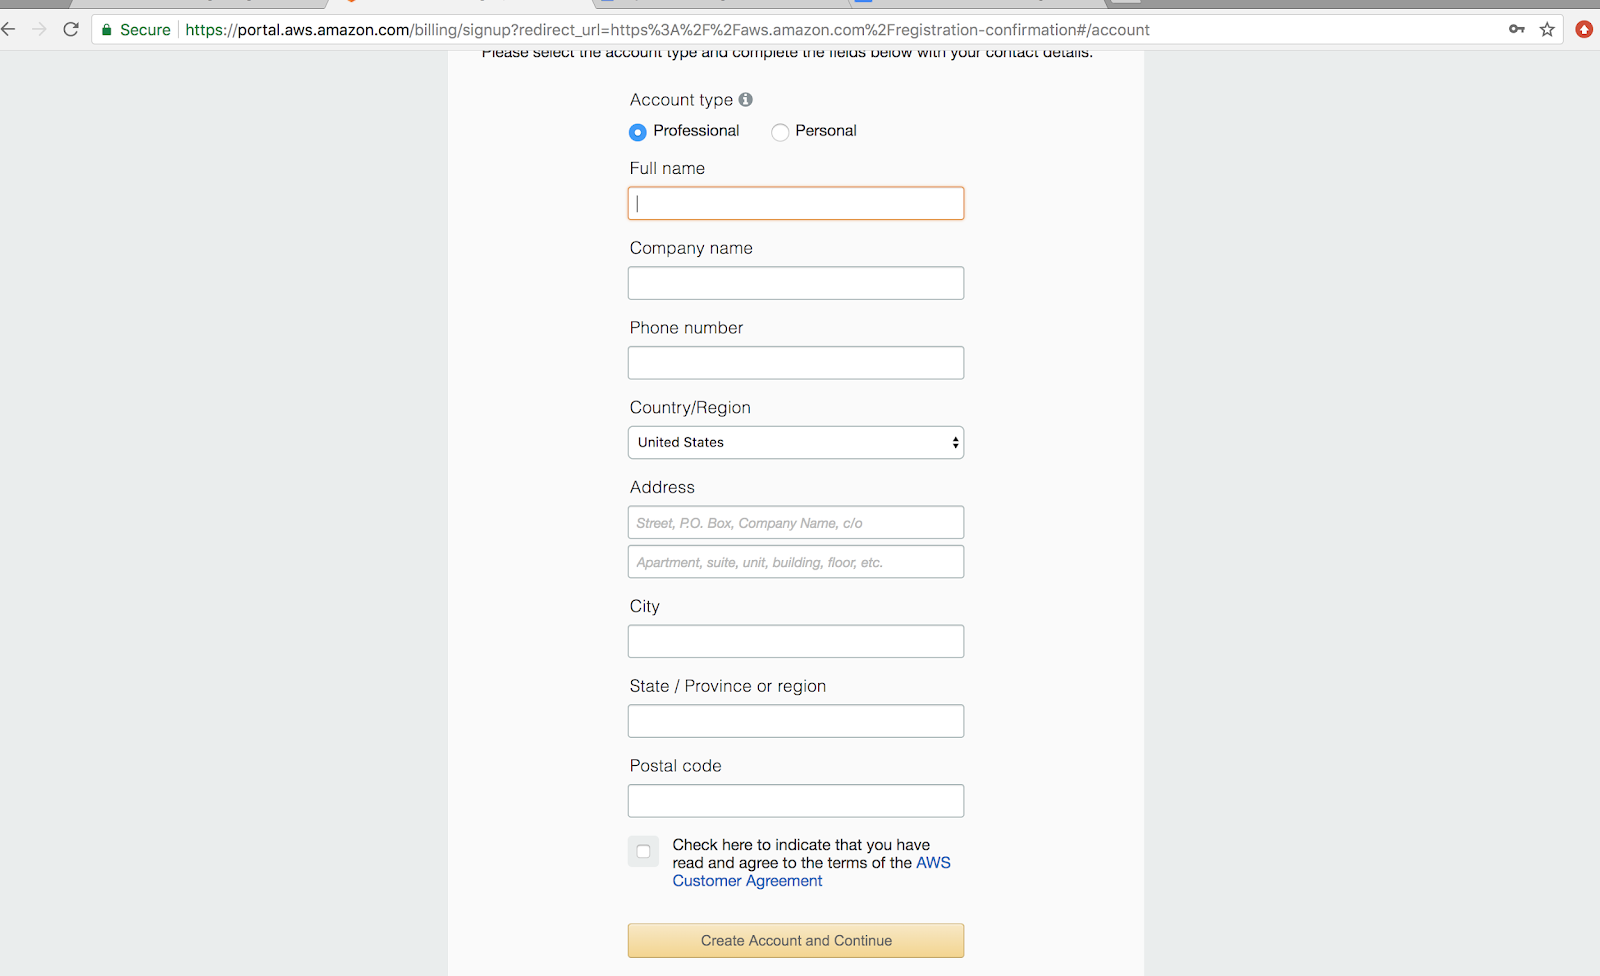 Secure https://portal.aws.amazon.com/billing/signup?redirect_url=https%3A%2F%2Faws.amazon.com%2Fregistration-confirmation#/account
Please select the account type and complete the fields below with your contact details.
Account type
Professional Personal
Full name
Company name
Phone number
Country/Region
United States
Address
Street, P.O. Box, Company Name, c/o
Apartment, suite, unit, building, floor, etc.
City
State / Province or region
Postal code
Check here to indicate that you have
read and agree to the terms of the AWS
Customer Agreement
Create Account and Continue